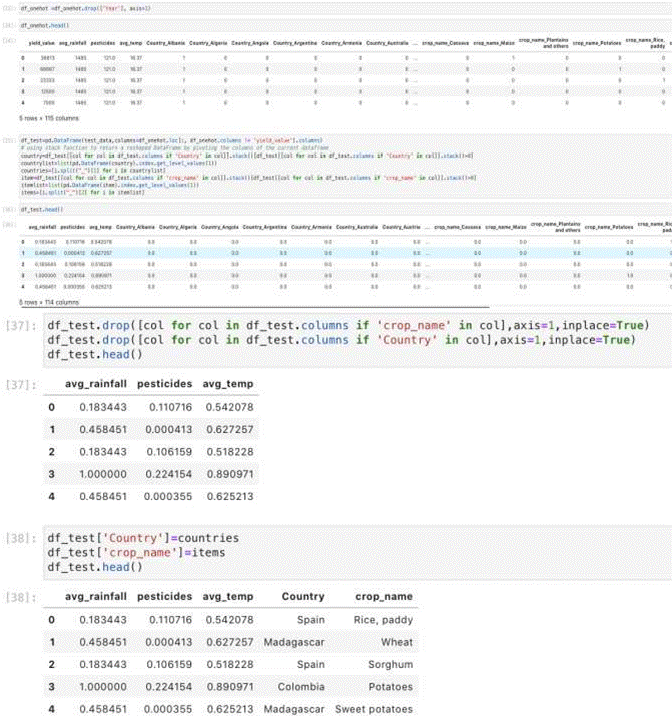 df_onehot =df_onehot.drop(['Year'], axis=1)
df_onehot.head()
yield_value avg_rainfall pesticides avg_temp Country_Albania Country_Algeria Country_Angola Country_Argentina Country_Armenia Country_Australia ... crop_name_Cassava crop_name_Maize crop_name_Plantains and others crop_name_Potatoes crop_name_Rice, paddy
0 36613 1485 121.0 16.37 1 0 0 0 0 0 ... 0 1 0 0 0
1 66667 1485 121.0 16.37 1 0 0 0 0 0 ... 0 0 0 1 0
2 23333 1485 121.0 16.37 1 0 0 0 0 0 ... 0 0 0 0 1
3 12500 1485 121.0 16.37 1 0 0 0 0 0 ... 0 0 0 0
4 7000 1485 121.0 16.37 1 0 0 0 0 0 ... 0 0 0 0
5 rows × 115 columns
df_test=pd.DataFrame(test_data,columns=df_onehot.loc[:, df_onehot.columns != 'yield_value'].columns)
# using stack function to return a reshaped DataFrame by pivoting the columns of the current dataframe
country=df_test[[col for col in df_test.columns if 'Country' in col]].stack()[df_test[[col for col in df_test.columns if 'Country' in col]].stack()>0]
countrylist=list(pd.DataFrame(country).index.get_level_values(1))
countries=[i.split("_")[1] for i in countrylist]
item=df_test[[col for col in df_test.columns if 'crop_name' in col]].stack()[df_test[[col for col in df_test.columns if 'crop_name' in col]].stack()>0]
itemlist=list(pd.DataFrame(item).index.get_level_values(1))
items=[i.split("_")[2] for i in itemlist]
df_test.head()
avg_rainfall pesticides avg_temp Country_Albania Country_Algeria Country_Angola Country_Argentina Country_Armenia Country_Australia Country_Austria ... crop_name_Cassava crop_name_Maize crop_name_Plantains and others crop_name_Potatoes
0 0.183443 0.110716 0.542078 0.0 0.0 0.0 0.0 0.0 0.0 0.0 ... 0.0 0.0 0.0 0.0
1 0.458451 0.000413 0.627257 0.0 0.0 0.0 0.0 0.0 0.0 0.0 ... 0.0 0.0 0.0 0.0
2 0.183443 0.106159 0.518228 0.0 0.0 0.0 0.0 0.0 0.0 0.0 ... 0.0 0.0 0.0 0.0
3 1.000000 0.224154 0.890971 0.0 0.0 0.0 0.0 0.0 0.0 0.0 ... 0.0 0.0 0.0 1.0
4 0.458451 0.000355 0.625213 0.0 0.0 0.0 0.0 0.0 0.0 0.0 ... 0.0 0.0 0.0 0.0
5 rows × 114 columns
[37]: df_test.drop([col for col in df_test.columns if 'crop_name' in col],axis=1,inplace=True)
df_test.drop([col for col in df_test.columns if 'Country' in col],axis=1,inplace=True)
df_test.head()
[37]: avg_rainfall pesticides avg_temp
0 0.183443 0.110716 0.542078
1 0.458451 0.000413 0.627257
2 0.183443 0.106159 0.518228
3 1.000000 0.224154 0.890971
4 0.458451 0.000355 0.625213
[38]: df_test['Country']=countries
df_test['crop_name']=items
df_test.head()
[38]: avg_rainfall pesticides avg_temp Country crop_name
0 0.183443 0.110716 0.542078 Spain Rice, paddy
1 0.458451 0.000413 0.627257 Madagascar Wheat
2 0.183443 0.106159 0.518228 Spain Sorghum
3 1.000000 0.224154 0.890971 Colombia Potatoes
4 0.458451 0.000355 0.625213 Madagascar Sweet potatoes